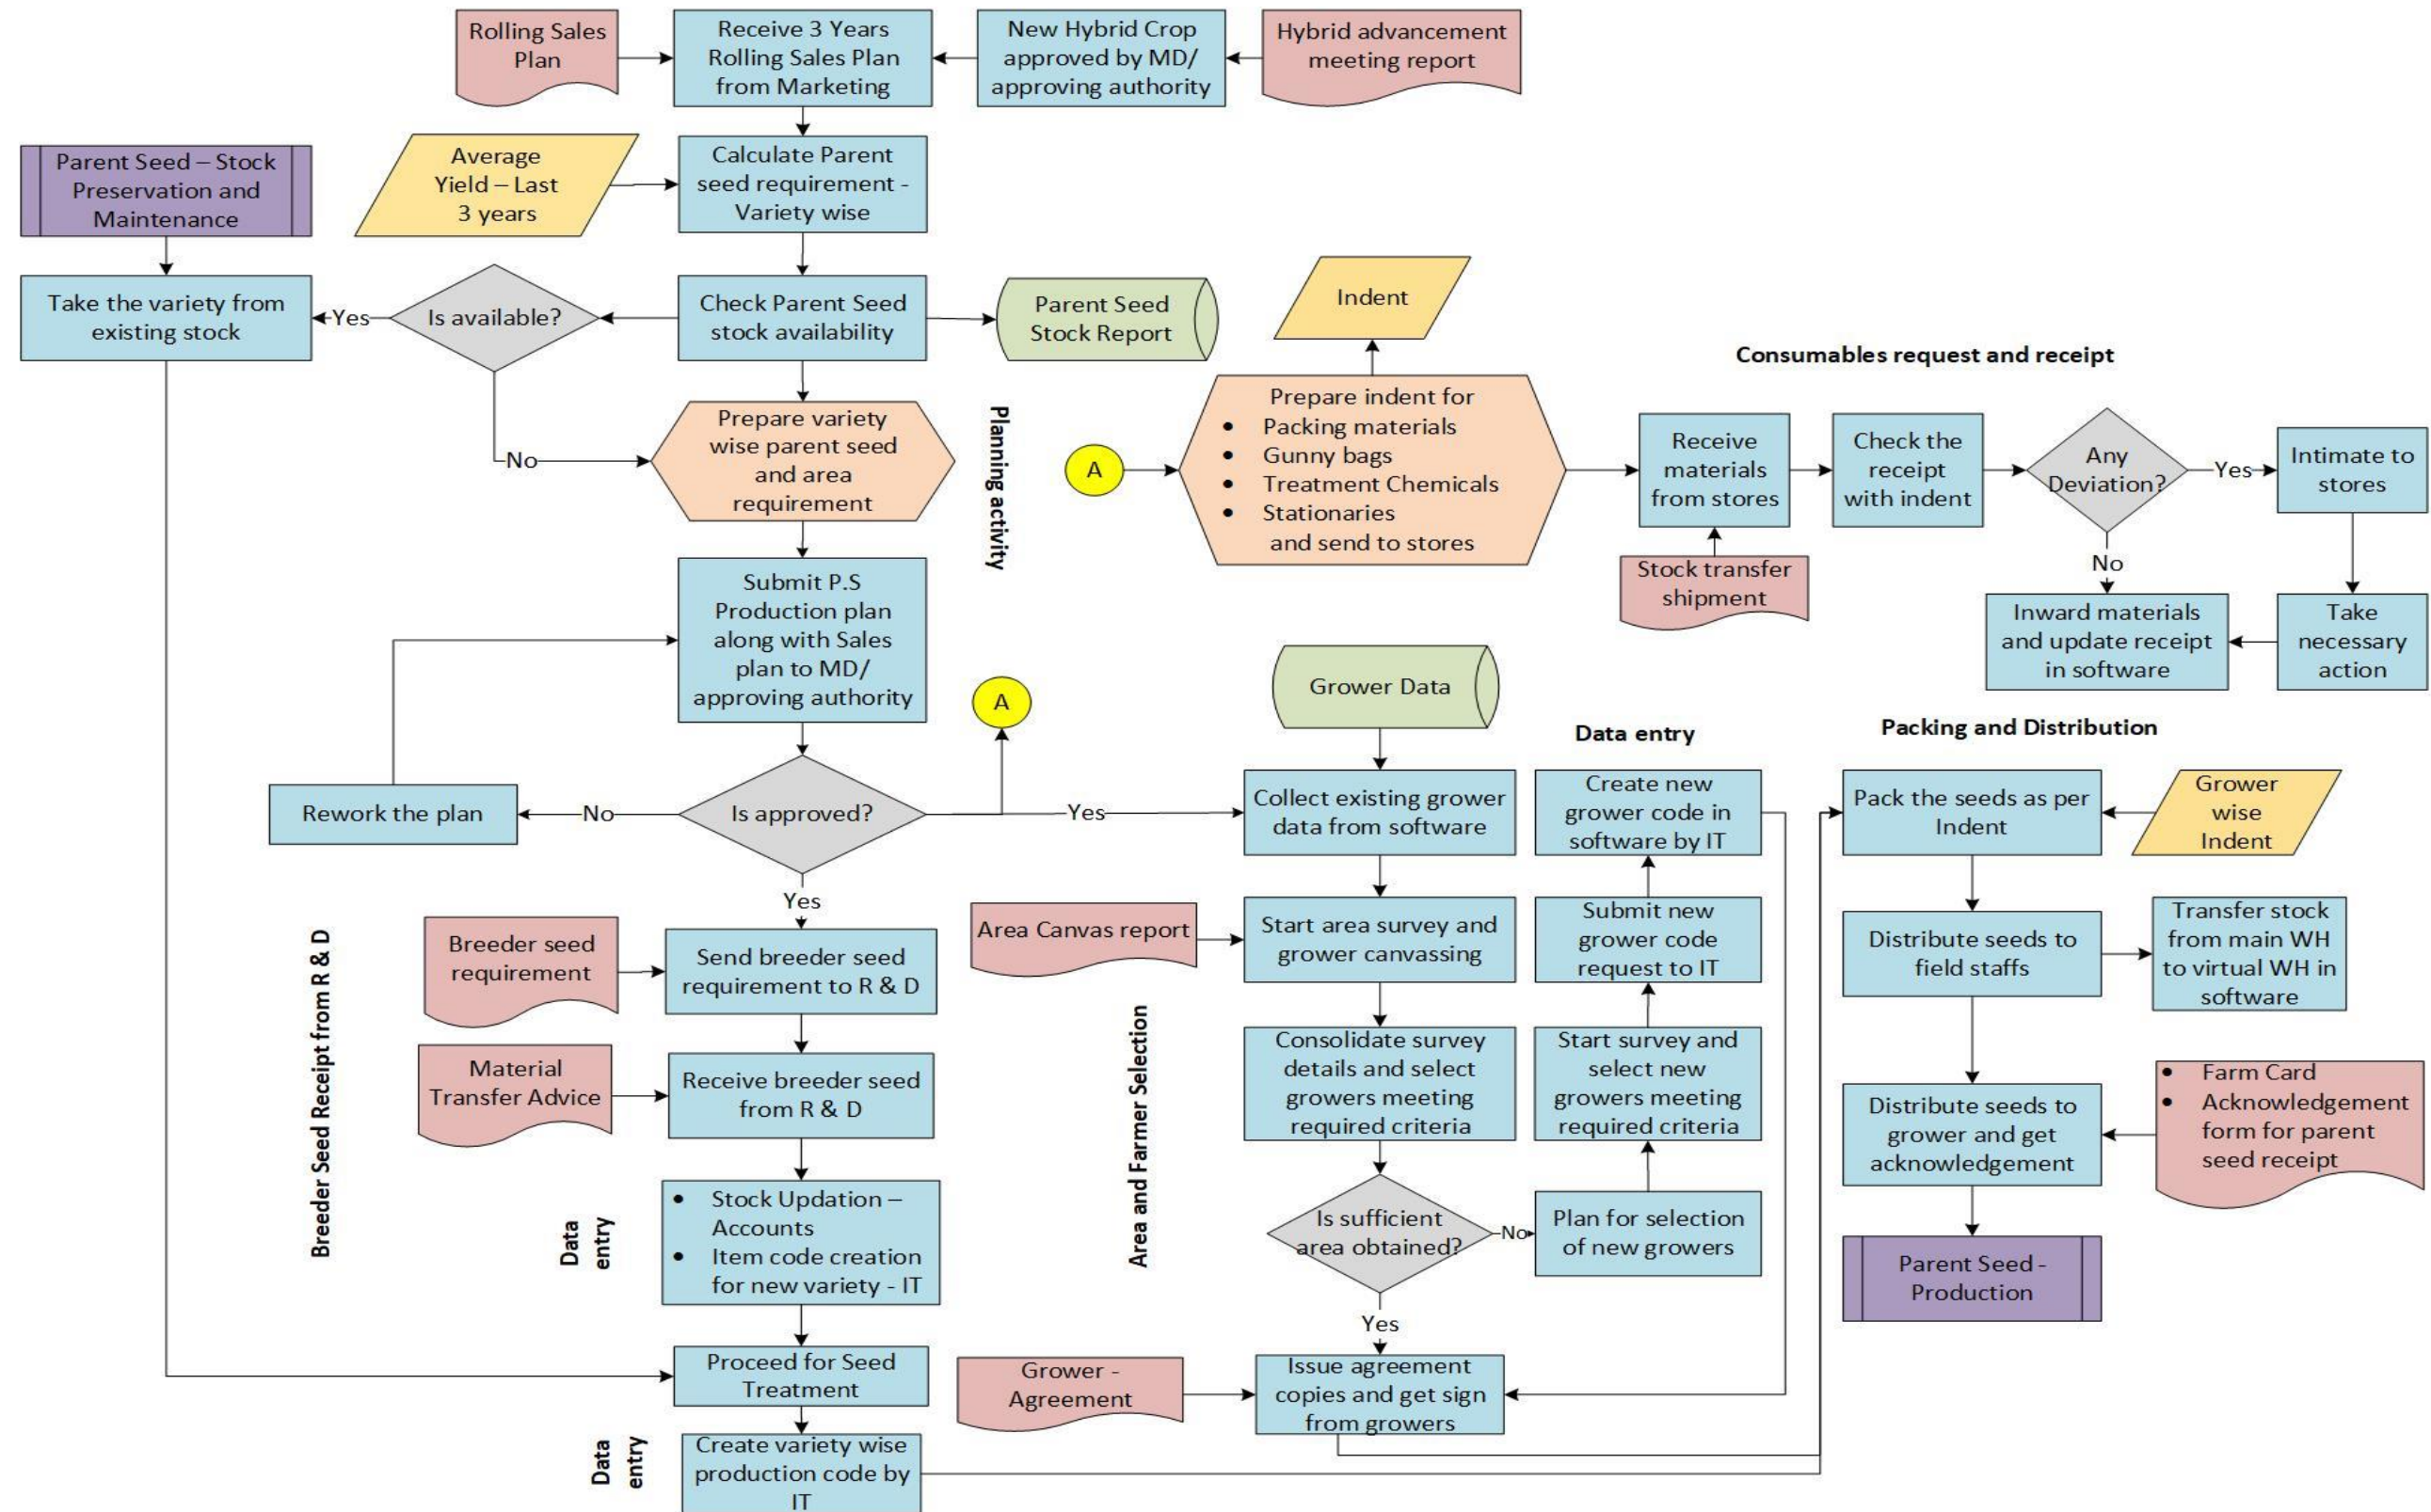 Rolling Sales
Plan
Receive 3 Years
Rolling Sales Plan
from Marketing
New Hybrid Crop
approved by MD/
approving authority
Hybrid advancement
meeting report
Parent Seed – Stock
Preservation and
Maintenance
Average
Yield – Last
3 years
Calculate Parent
seed requirement -
Variety wise
Take the variety from
existing stock
Yes
Is available?
Check Parent Seed
stock availability
Parent Seed
Stock Report
No
Prepare variety
wise parent seed
and area
requirement
Planning activity
Submit P.S
Production plan
along with Sales
plan to MD/
approving authority
A
Rework the plan
No
Is approved?
Yes
Yes
Indent
Consumables request and receipt
A
Prepare indent for
• Packing materials
• Gunny bags
• Treatment Chemicals
• Stationaries
and send to stores
Receive
materials
from stores
Stock transfer
shipment
Check the
receipt
with indent
Any
Deviation?
Yes
Intimate to
stores
No
Inward materials
and update receipt
in software
Take
necessary
action
Breeder Seed Receipt from R & D
Breeder seed
requirement
Send breeder seed
requirement to R & D
Material
Transfer Advice
Receive breeder seed
from R & D
Data
entry
• Stock Updation –
Accounts
• Item code creation
for new variety - IT
Proceed for Seed
Treatment
Data
entry
Create variety wise
production code by
IT
Grower Data
Collect existing grower
data from software
Area Canvas report
Start area survey and
grower canvassing
Area and Farmer Selection
Consolidate survey
details and select
growers meeting
required criteria
Is sufficient
area obtained?
No
Yes
Grower -
Agreement
Issue agreement
copies and get sign
from growers
Data entry
Create new
grower code in
software by IT
Submit new
grower code
request to IT
Start survey and
select new
growers meeting
required criteria
Plan for selection
of new growers
Packing and Distribution
Pack the seeds as per
Indent
Grower
wise
Indent
Distribute seeds to
field staffs
Transfer stock
from main WH
to virtual WH in
software
Distribute seeds to
grower and get
acknowledgement
• Farm Card
• Acknowledgement
form for parent
seed receipt
Parent Seed -
Production